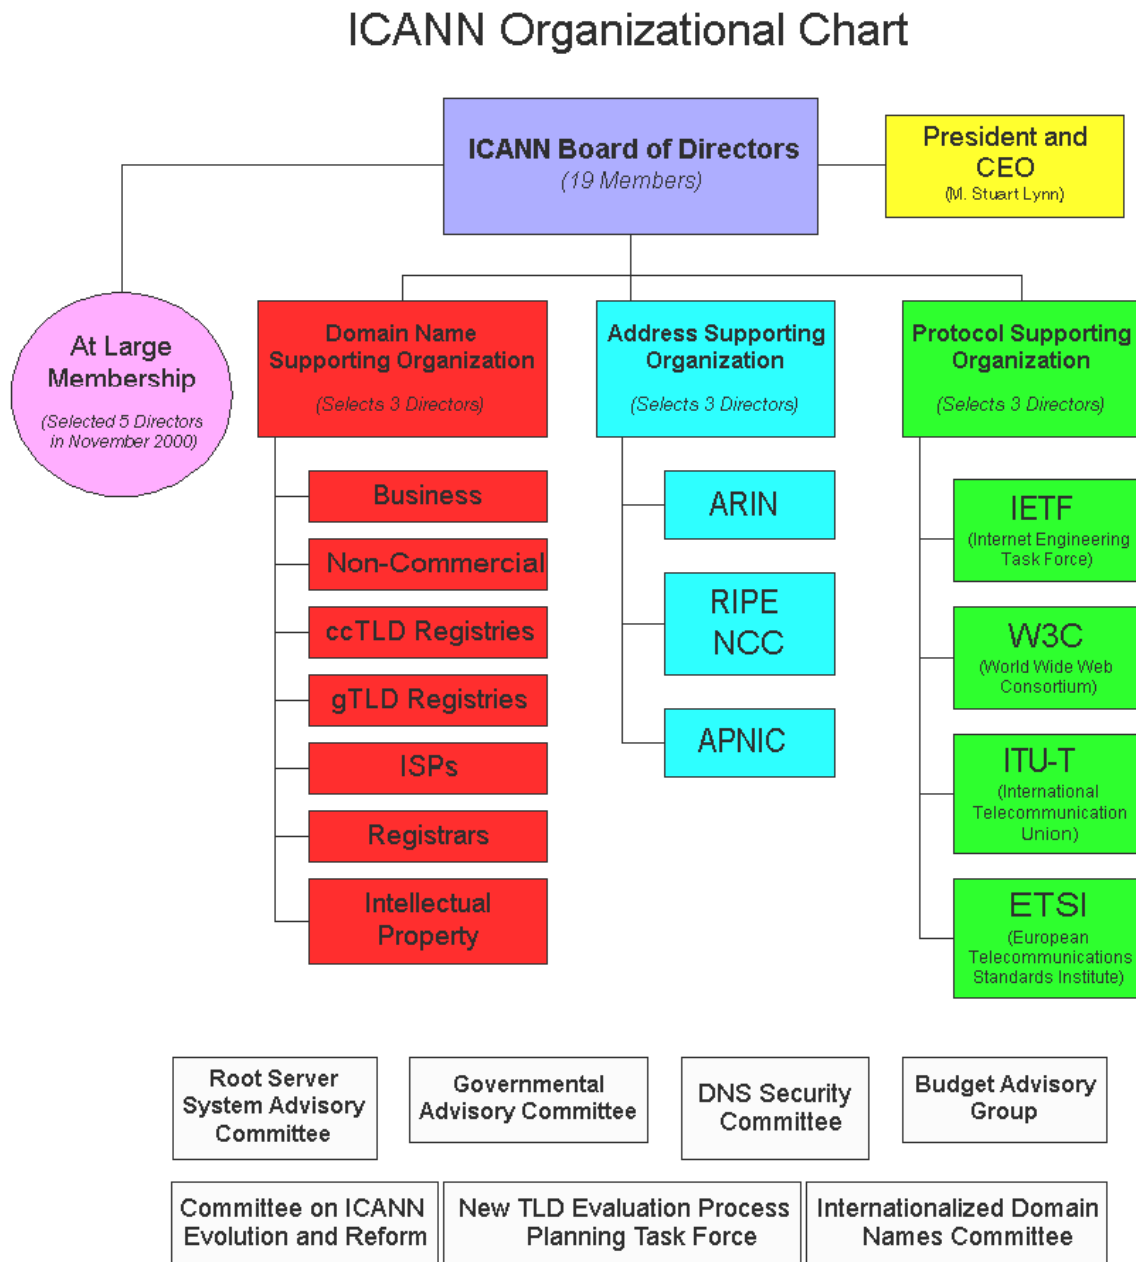 ICANN Organizational Chart
ICANN Board of Directors
(19 Members)
President and
CEO
(M. Stuart Lynn)
At Large
Membership
(Selected 5 Directors
in November 2000)
Domain Name
Supporting Organization
(Selects 3 Directors)
Business
Non-Commercial
ccTLD Registries
gTLD Registries
ISPs
Registrars
Intellectual
Property
Address Supporting
Organization
(Selects 3 Directors)
ARIN
RIPE
NCC
APNIC
Protocol Supporting
Organization
(Selects 3 Directors)
IETF
(Internet Engineering
Task Force)
W3C
(World Wide Web
Consortium)
ITU-T
(International
Telecommunication
Union)
ETSI
(European
Telecommunications
Standards Institute)
Root Server
System Advisory
Committee
Governmental
Advisory Committee
DNS Security
Committee
Budget Advisory
Group
Committee on ICANN
Evolution and Reform
New TLD Evaluation Process
Planning Task Force
Internationalized Domain
Names Committee